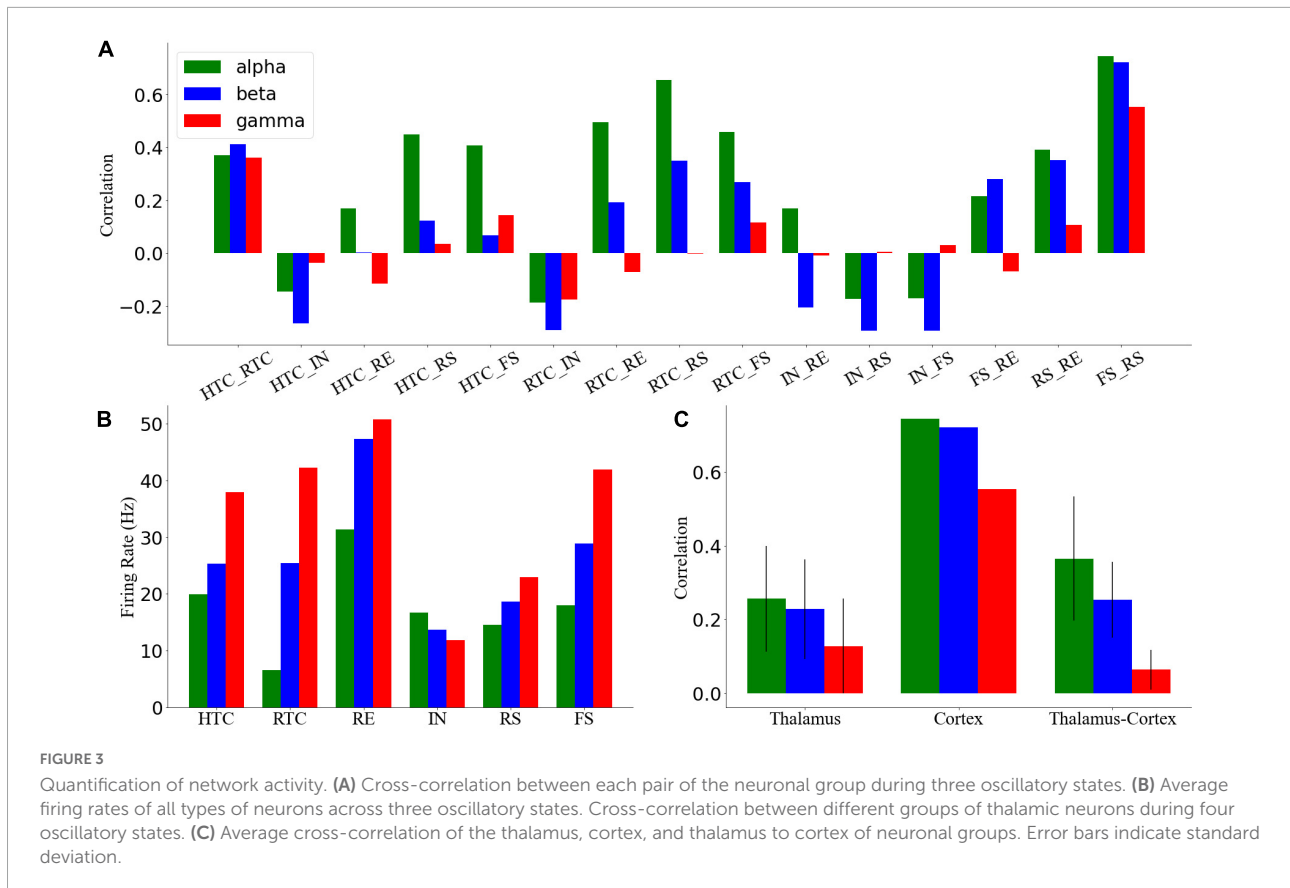 A
alpha
beta
gamma
Correlation
0.6
0.4
0.2
0.0
−0.2
HTC_RTC
HTC_IN
HTC_RE
HTC_RS
HTC_FS
RTC_IN
RTC_RE
RTC_RS
RTC_FS
IN_RE
IN_RS
IN_FS
FS_RE
RS_RE
FS_RS
B
Firing Rate (Hz)
50
40
30
20
10
0
HTC
RTC
RE
IN
RS
FS
C
Correlation
0.6
0.4
0.2
0.0
Thalamus
Cortex
Thalamus-Cortex
FIGURE 3
Quantification of network activity. (A) Cross-correlation between each pair of the neuronal group during three oscillatory states. (B) Average
firing rates of all types of neurons across three oscillatory states. Cross-correlation between different groups of thalamic neurons during four
oscillatory states. (C) Average cross-correlation of the thalamus, cortex, and thalamus to cortex of neuronal groups. Error bars indicate standard
deviation.